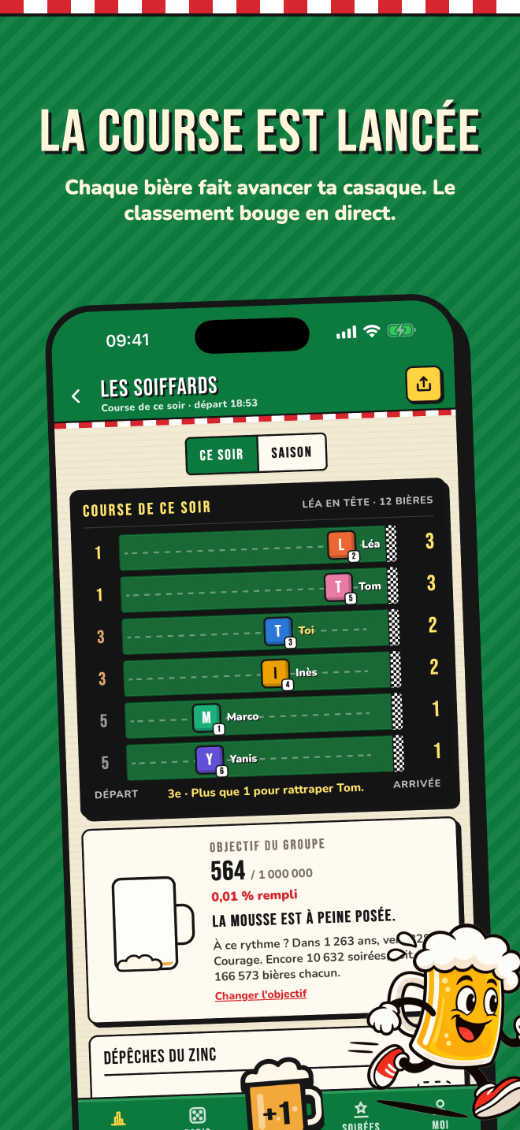 LA COURSE EST LANCÉE
Chaque bière fait avancer ta casaque. Le
classement bouge en direct.
09:41
LES SOIFFARDS
Course de ce soir · départ 18:53
CE SOIR
SAISON
COURSE DE CE SOIR
LÉA EN TÊTE · 12 BIÈRES
1 L 2 Léa 3
1 T 5 Tom 3
3 T 3 Toi 2
3 I 4 Inès 2
5 M 1 Marco 1
5 Y 6 Yanis 1
DÉPART
3e · Plus que 1 pour rattraper Tom.
ARRIVÉE
OBJECTIF DU GROUPE
564 / 1 000 000
0,01 % rempli
LA MOUSSE EST À PEINE POSÉE.
À ce rythme ? Dans 1 263 ans,
Courage. Encore 10 632 soirées,
166 573 bières chacun.
Changer l'objectif
DÉPÊCHES DU ZINC
+1
SOIRÉES
MOI